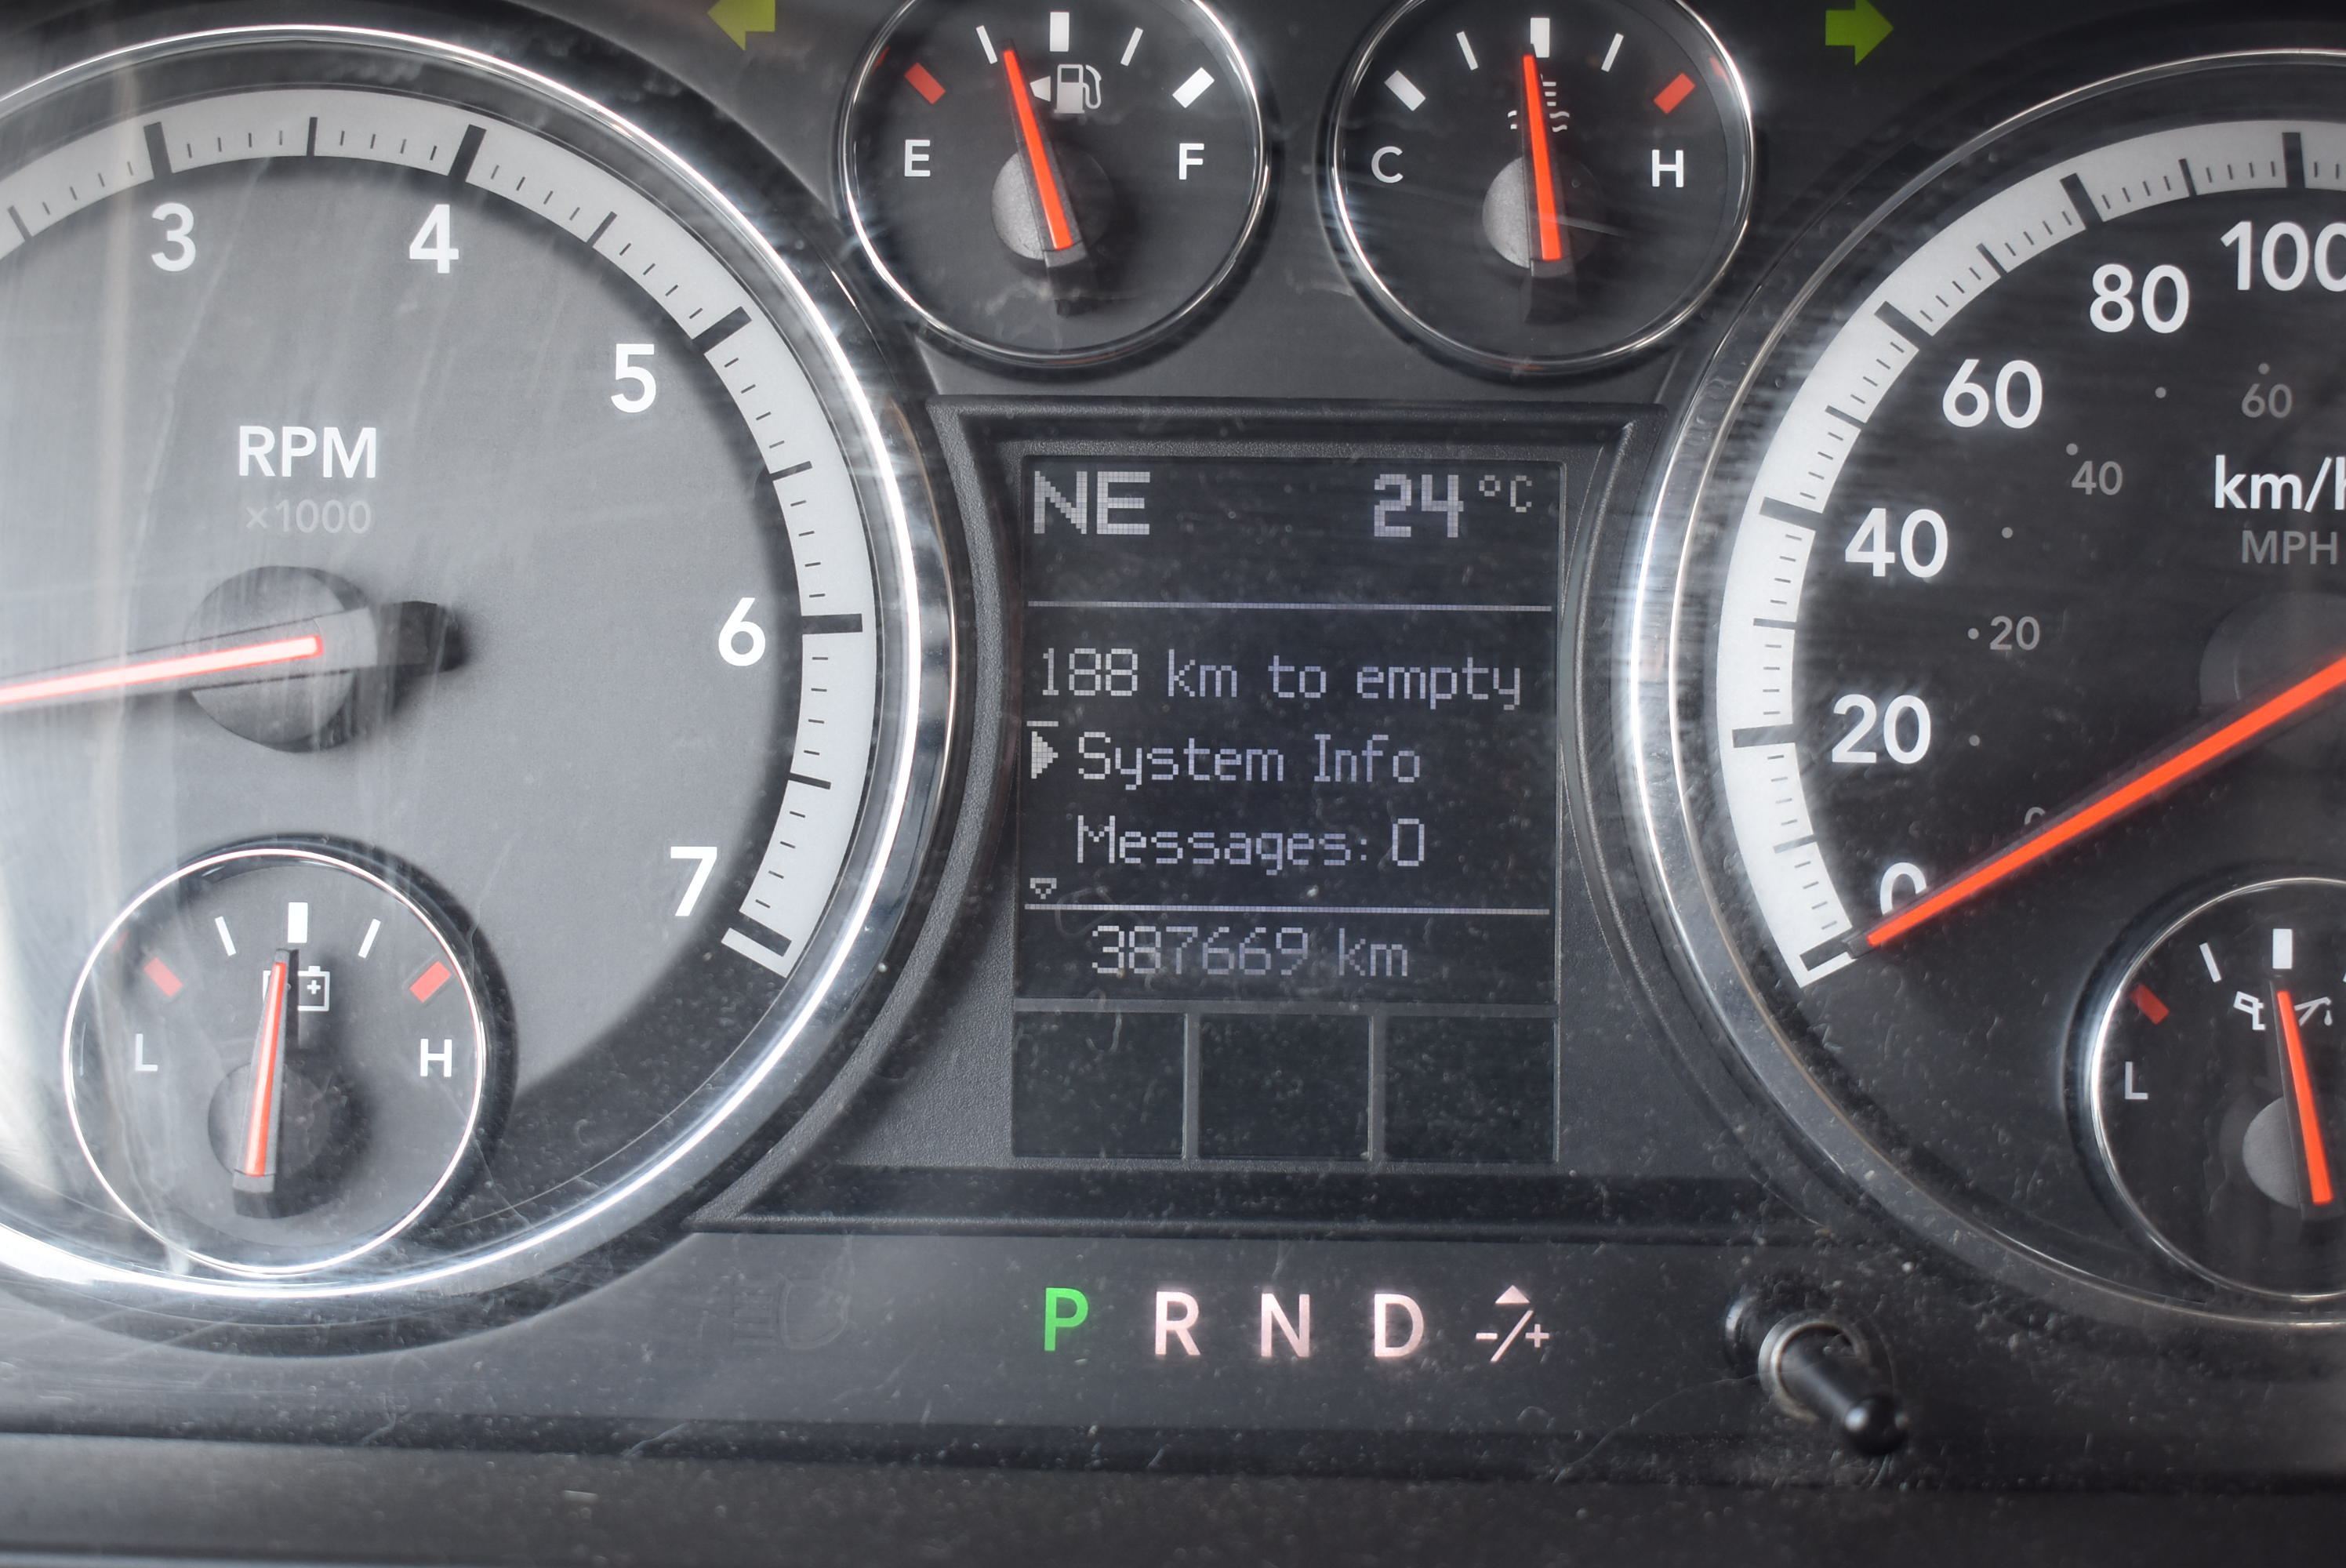 E F
C H
3 4 5 6 7
RPM
×1000
L H
NE 24 °C
188 km to empty
System Info
Messages: 0
387669 km
0 20 40 60 80 100
km/h
MPH
20 40 60
L
P R N D -/+